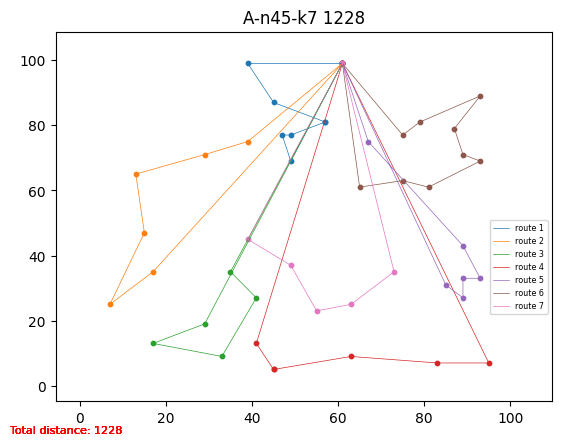 A-n45-k7 1228
100
80
60
40
20
0
0 20 40 60 80 100
route 1
route 2
route 3
route 4
route 5
route 6
route 7
Total distance: 1228